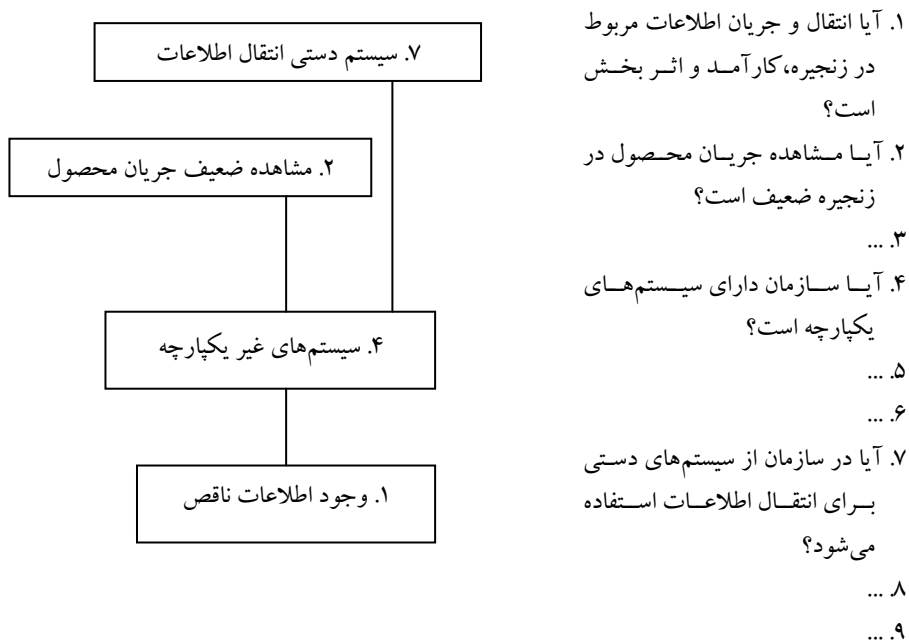 ۱. آیا انتقال و جریان اطلاعات مربوط
در زنجیره،کارآمد و اثر بخش
است؟
۲. آیا مشاهده جریان محصول در
زنجیره ضعیف است؟
۳. ...
۴. آیا سازمان دارای سیستم‌های
یکپارچه است؟
۵. ...
۶. ...
۷. آیا در سازمان از سیستم‌های دستی
برای انتقال اطلاعات استفاده
می‌شود؟
۸. ...
۹. ...
۷. سیستم دستی انتقال اطلاعات
۲. مشاهده ضعیف جریان محصول
۴. سیستم‌های غیر یکپارچه
۱. وجود اطلاعات ناقص